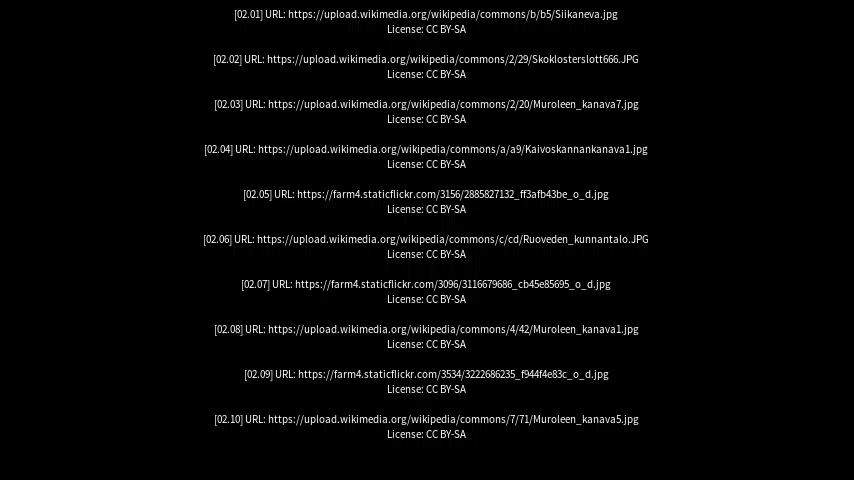 [02.01] URL: https://upload.wikimedia.org/wikipedia/commons/b/b5/Siikaneva.jpg
License: CC BY-SA
[02.02] URL: https://upload.wikimedia.org/wikipedia/commons/2/29/Skoklosterslott666.JPG
License: CC BY-SA
[02.03] URL: https://upload.wikimedia.org/wikipedia/commons/2/20/Muroleen_kanava7.jpg
License: CC BY-SA
[02.04] URL: https://upload.wikimedia.org/wikipedia/commons/a/a9/Kaivoskannankanava1.jpg
License: CC BY-SA
[02.05] URL: https://farm4.staticflickr.com/3156/2885827132_ff3afb43be_o_d.jpg
License: CC BY-SA
[02.06] URL: https://upload.wikimedia.org/wikipedia/commons/c/cd/Ruoveden_kunnantalo.JPG
License: CC BY-SA
[02.07] URL: https://farm4.staticflickr.com/3096/3116679686_cb45e85695_o_d.jpg
License: CC BY-SA
[02.08] URL: https://upload.wikimedia.org/wikipedia/commons/4/42/Muroleen_kanava1.jpg
License: CC BY-SA
[02.09] URL: https://farm4.staticflickr.com/3534/3222686235_f944f4e83c_o_d.jpg
License: CC BY-SA
[02.10] URL: https://upload.wikimedia.org/wikipedia/commons/7/71/Muroleen_kanava5.jpg
License: CC BY-SA